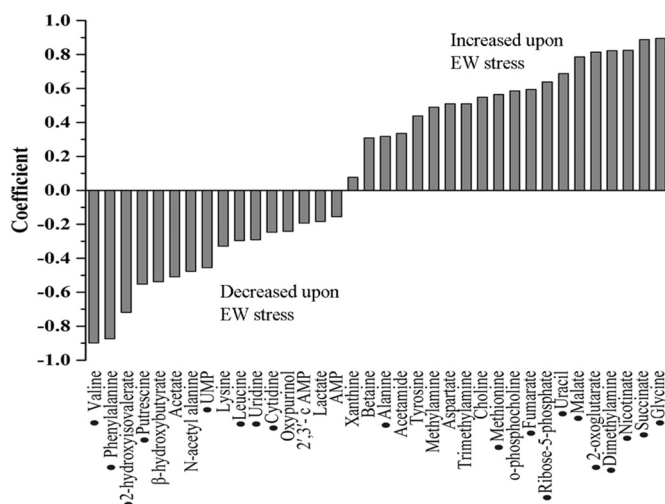 1.0
0.8
0.6
0.4
0.2
0.0
-0.2
-0.4
-0.6
-0.8
-1.0
Coefficient
Increased upon
EW stress
Decreased upon
EW stress
• Valine
• Phenylalanine
•2-hydroxyisovalerate
• Putrescine
β-hydroxybutyrate
Acetate
N-acetyl alanine
• UMP
Lysine
• Leucine
• Uridine
• Cytidine
Oxypurinol
2',3'- c AMP
Lactate
AMP
Xanthine
Betaine
• Alanine
Acetamide
Tyrosine
Methylamine
Aspartate
Trimethylamine
Choline
• Methionine
o-phosphocholine
• Fumarate
•Ribose-5-phosphate
• Uracil
• Malate
• 2-oxoglutarate
•Dimethylamine
• Nicotinate
• Succinate
• Glycine